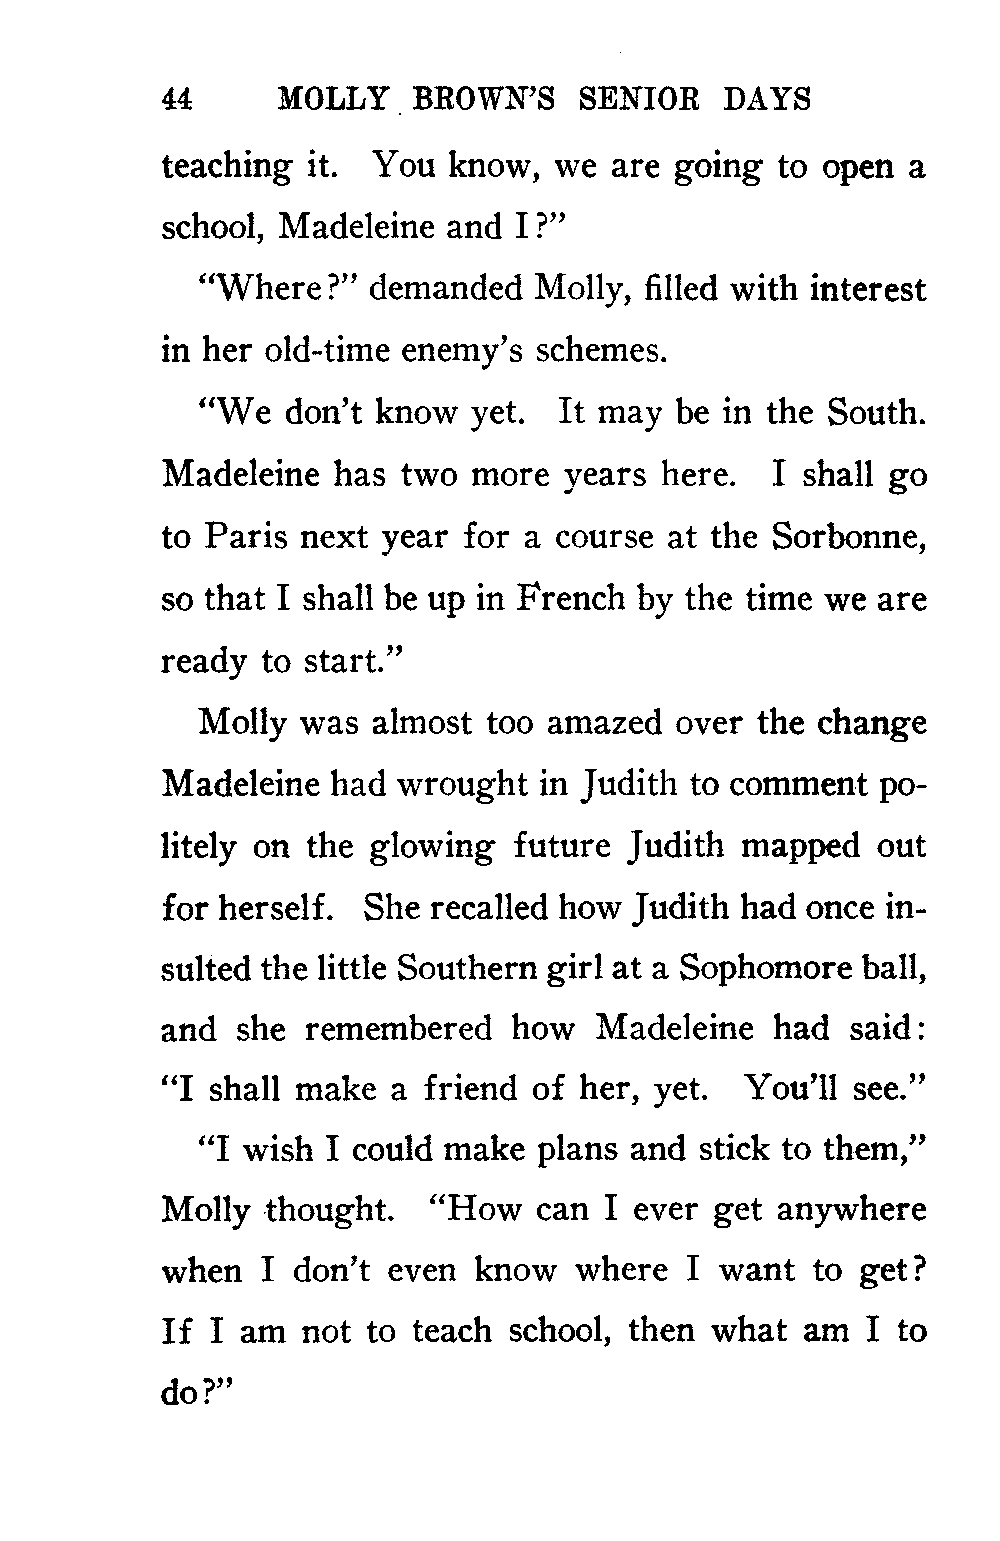 44 MOLLY BROWN'S SENIOR DAYS
teaching it. You know, we are going to open a
school, Madeleine and I?"
"Where?" demanded Molly, filled with interest
in her old-time enemy's schemes.
"We don't know yet. It may be in the South.
Madeleine has two more years here. I shall go
to Paris next year for a course at the Sorbonne,
so that I shall be up in French by the time we are
ready to start."
Molly was almost too amazed over the change
Madeleine had wrought in Judith to comment po-
litely on the glowing future Judith mapped out
for herself. She recalled how Judith had once in-
sulted the little Southern girl at a Sophomore ball,
and she remembered how Madeleine had said:
"I shall make a friend of her, yet. You'll see."
"I wish I could make plans and stick to them,"
Molly thought. "How can I ever get anywhere
when I don't even know where I want to get?
If I am not to teach school, then what am I to
do?"